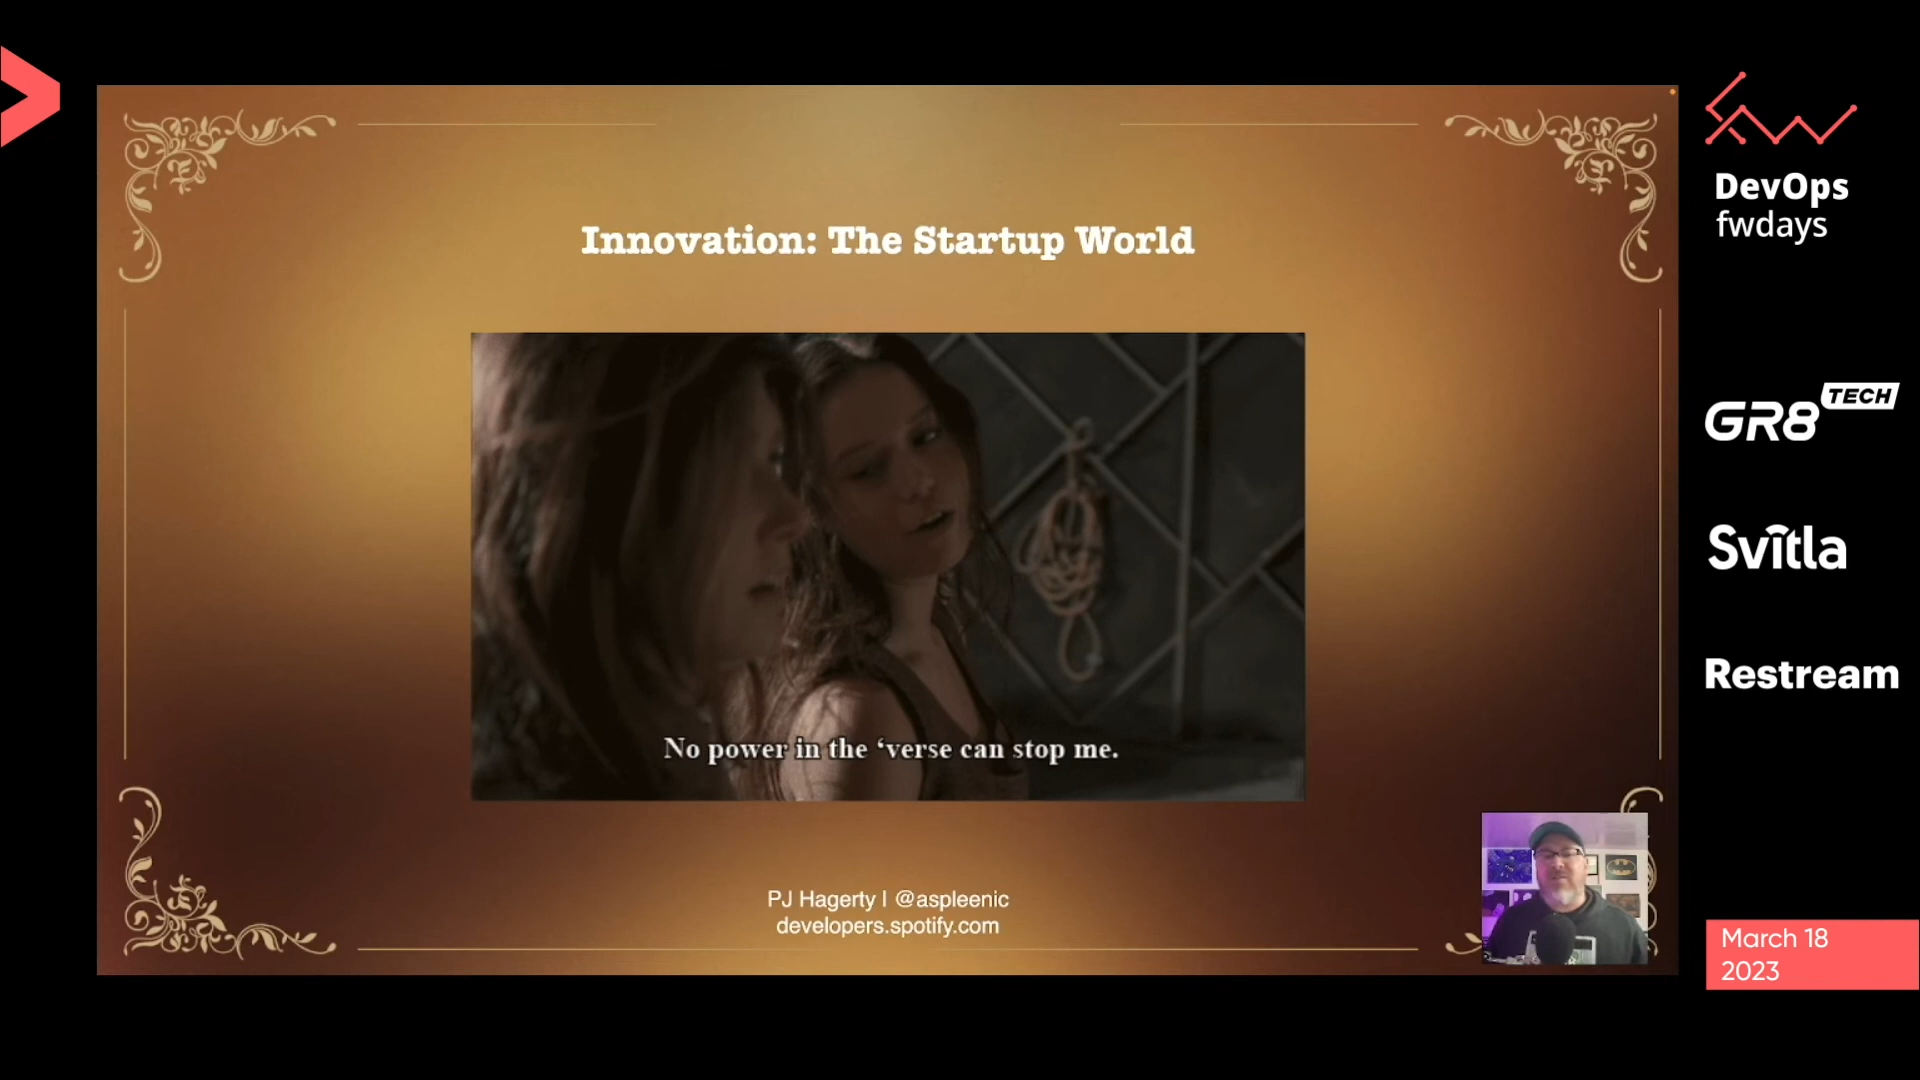 Innovation: The Startup World
No power in the ‘verse can stop me.
PJ Hagerty | @aspleenic
developers.spotify.com
DevOps
fwdays
GR8 TECH
Svitla
Restream
March 18
2023